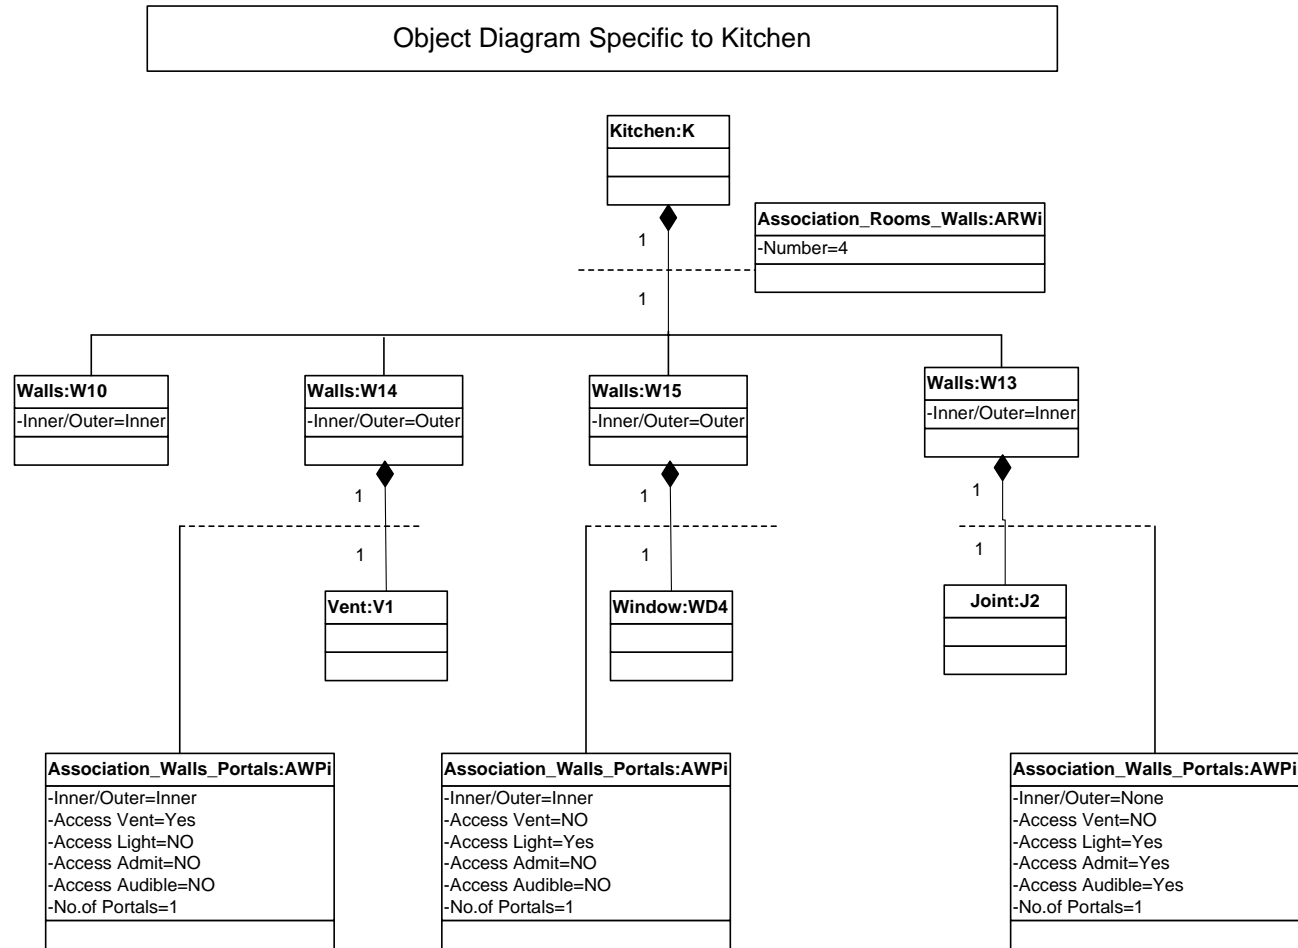 Object Diagram Specific to Kitchen
Kitchen:K
Association_Rooms_Walls:ARWi
-Number=4
1
1
Walls:W10
-Inner/Outer=Inner
Walls:W14
-Inner/Outer=Outer
Walls:W15
-Inner/Outer=Outer
Walls:W13
-Inner/Outer=Inner
1
1
1
1
1
1
Vent:V1
Window:WD4
Joint:J2
Association_Walls_Portals:AWPi
-Inner/Outer=Inner
-Access Vent=Yes
-Access Light=NO
-Access Admit=NO
-Access Audible=NO
-No.of Portals=1
Association_Walls_Portals:AWPi
-Inner/Outer=Inner
-Access Vent=NO
-Access Light=Yes
-Access Admit=NO
-Access Audible=NO
-No.of Portals=1
Association_Walls_Portals:AWPi
-Inner/Outer=None
-Access Vent=NO
-Access Light=Yes
-Access Admit=Yes
-Access Audible=Yes
-No.of Portals=1